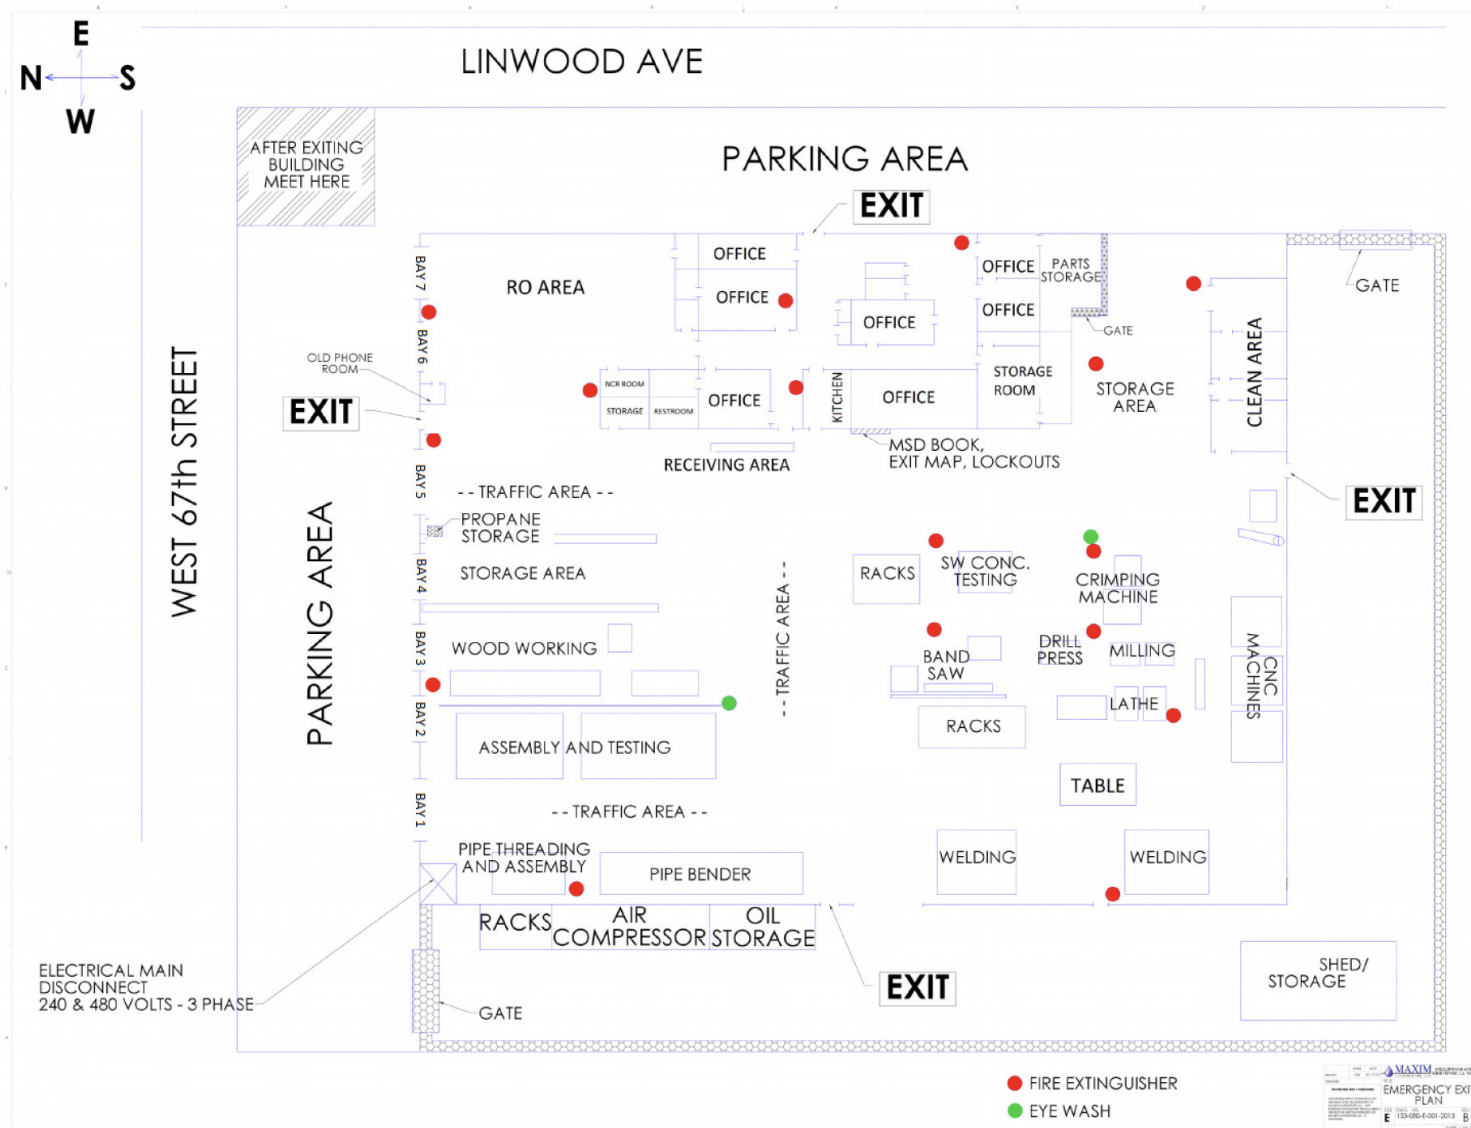 E
N
S
W
LINWOOD AVE
AFTER EXITING
BUILDING
MEET HERE
PARKING AREA
EXIT
BAY 7
RO AREA
OFFICE
OFFICE
OFFICE
OFFICE
OFFICE
PARTS
STORAGE
GATE
GATE
BAY 6
OLD PHONE
ROOM
EXIT
NCR ROOM
STORAGE
RESTROOM
OFFICE
KITCHEN
OFFICE
STORAGE
ROOM
STORAGE
AREA
CLEAN AREA
MSD BOOK,
EXIT MAP, LOCKOUTS
RECEIVING AREA
WEST 67th STREET
PARKING AREA
BAY 5
- - TRAFFIC AREA - -
PROPANE
STORAGE
EXIT
BAY 4
STORAGE AREA
- - TRAFFIC AREA - -
RACKS
SW CONC.
TESTING
CRIMPING
MACHINE
BAY 3
WOOD WORKING
BAND
SAW
DRILL
PRESS
MILLING
CNC
MACHINES
BAY 2
ASSEMBLY AND TESTING
RACKS
LATHE
TABLE
BAY 1
- - TRAFFIC AREA - -
PIPE THREADING
AND ASSEMBLY
PIPE BENDER
WELDING
WELDING
RACKS
AIR
COMPRESSOR
OIL
STORAGE
EXIT
ELECTRICAL MAIN
DISCONNECT
240 & 480 VOLTS - 3 PHASE
GATE
SHED/
STORAGE
FIRE EXTINGUISHER
EYE WASH
MAXIM
EMERGENCY EXIT
PLAN
E 153-080-E-001-2013 B